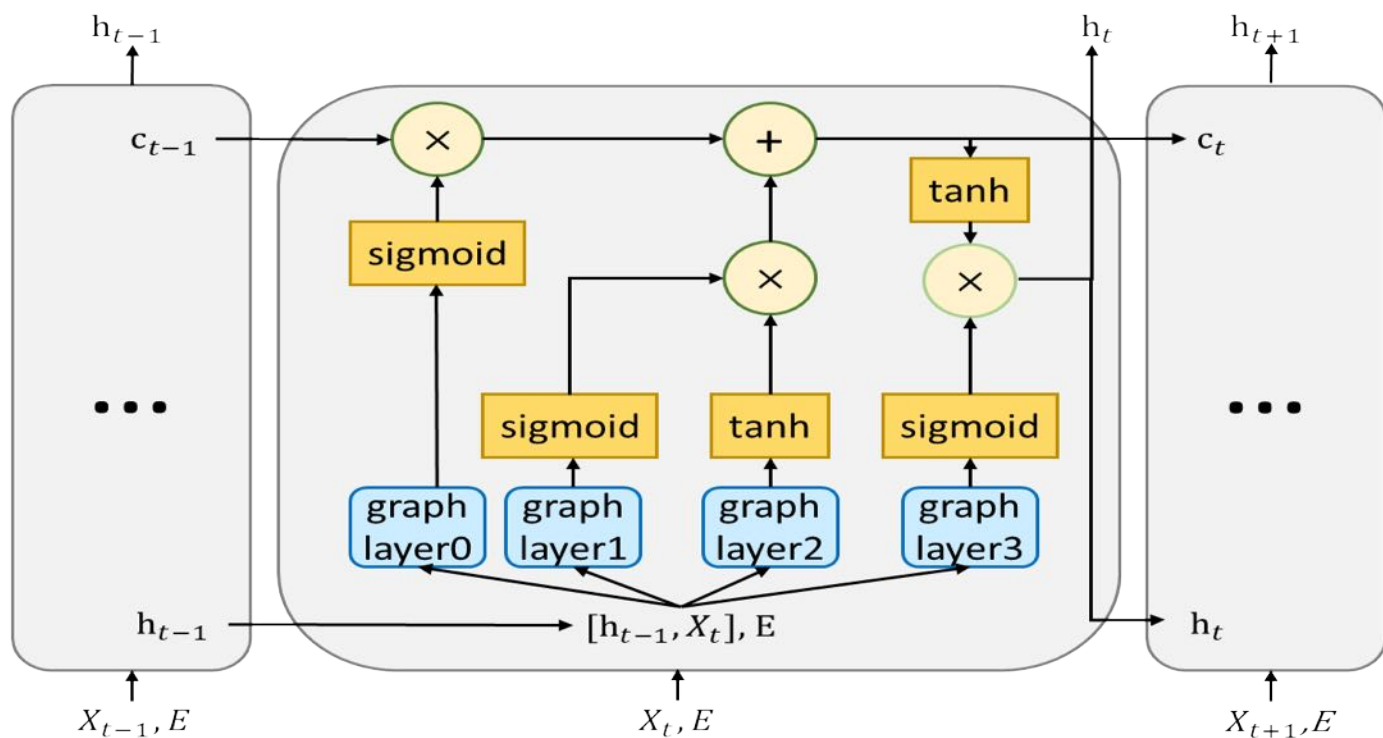 h_{t−1}
h_t
h_{t+1}
c_{t−1}
×
+
c_t
tanh
sigmoid
×
×
sigmoid
tanh
sigmoid
graph
layer0
graph
layer1
graph
layer2
graph
layer3
h_{t−1}
[h_{t−1}, X_t], E
h_t
X_{t−1}, E
X_t, E
X_{t+1}, E